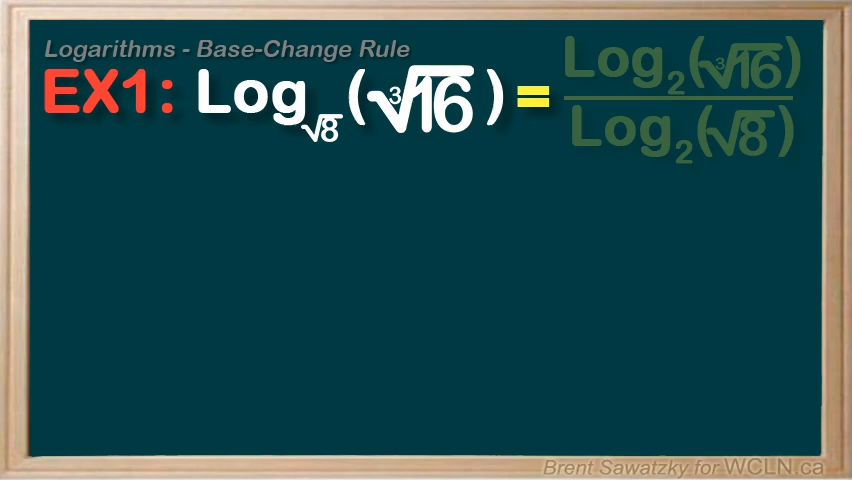 Logarithms - Base-Change Rule
EX1: Log√8 (∛16) = Log2(∛16)
Log2(√8)
Brent Sawatzky for WCLN.ca